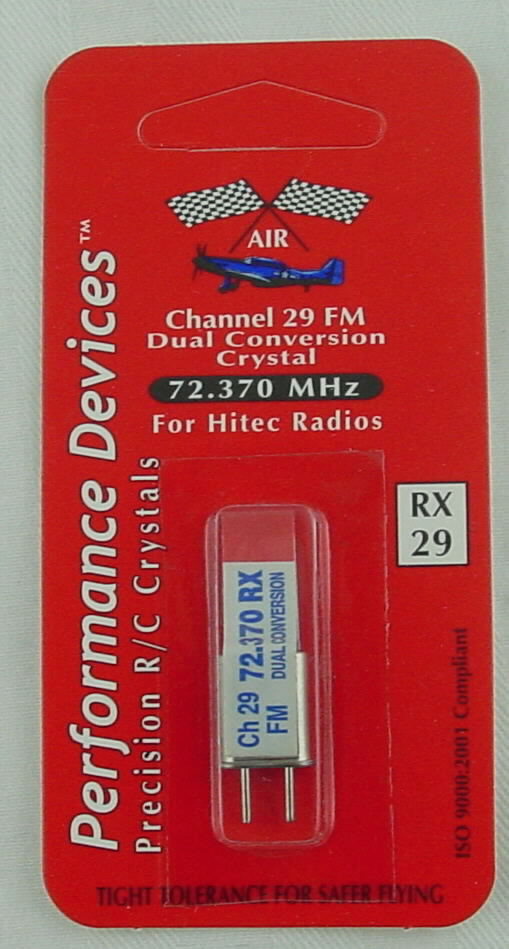 AIR
Channel 29 FM
Dual Conversion
Crystal
72.370 MHz
For Hitec Radios
Performance Devices™
Precision R/C Crystals
RX
29
Ch 29 72.370 RX
FM DUAL CONVERSION
ISO 9000:2001 Compliant
TIGHT TOLERANCE FOR SAFER FLYING